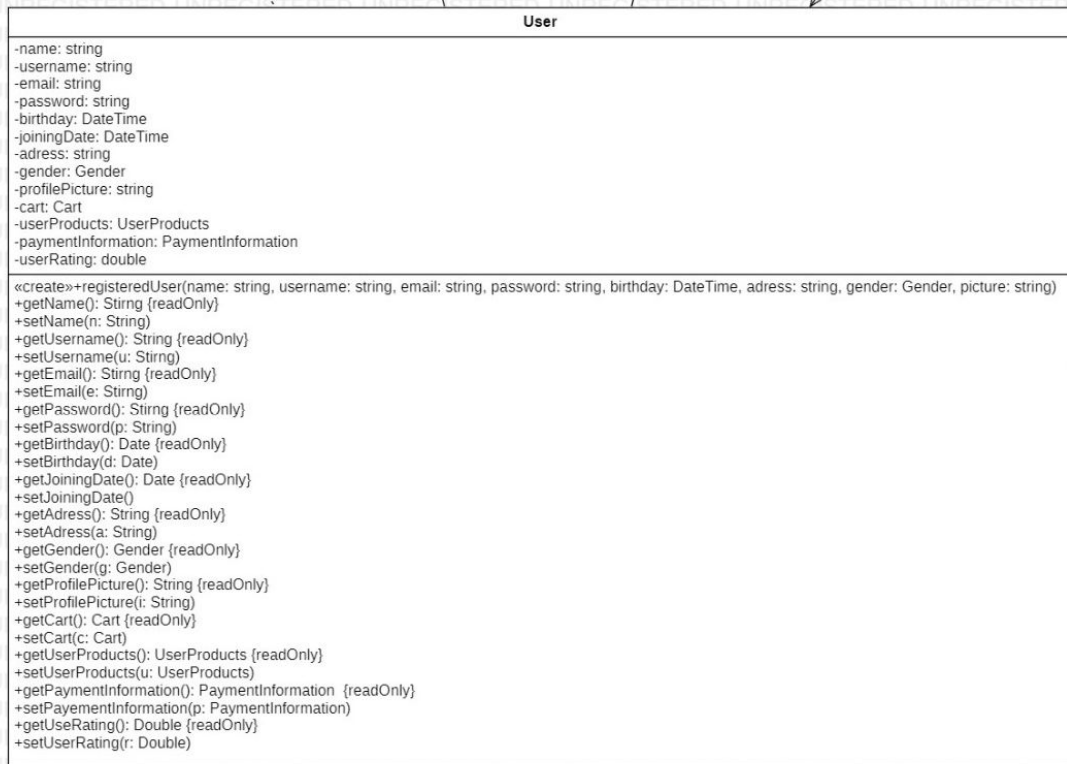 UNREGISTERED UNREGISTERED UNREGISTERED UNREGISTERED UNREGISTERED
User
-name: string
-username: string
-email: string
-password: string
-birthday: DateTime
-joiningDate: DateTime
-adress: string
-gender: Gender
-profilePicture: string
-cart: Cart
-userProducts: UserProducts
-paymentInformation: PaymentInformation
-userRating: double
«create»+registeredUser(name: string, username: string, email: string, password: string, birthday: DateTime, adress: string, gender: Gender, picture: string)
+getName(): Stirng {readOnly}
+setName(n: String)
+getUsername(): String {readOnly}
+setUsername(u: Stirng)
+getEmail(): Stirng {readOnly}
+setEmail(e: Stirng)
+getPassword(): Stirng {readOnly}
+setPassword(p: String)
+getBirthday(): Date {readOnly}
+setBirthday(d: Date)
+getJoiningDate(): Date {readOnly}
+setJoiningDate()
+getAdress(): String {readOnly}
+setAdress(a: String)
+getGender(): Gender {readOnly}
+setGender(g: Gender)
+getProfilePicture(): String {readOnly}
+setProfilePicture(i: String)
+getCart(): Cart {readOnly}
+setCart(c: Cart)
+getUserProducts(): UserProducts {readOnly}
+setUserProducts(u: UserProducts)
+getPaymentInformation(): PaymentInformation {readOnly}
+setPayementInformation(p: PaymentInformation)
+getUseRating(): Double {readOnly}
+setUserRating(r: Double)